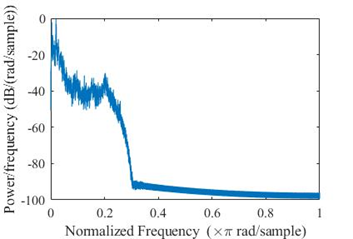 0
-20
-40
-60
-80
-100
Power/frequency (dB/(rad/sample))
0 0.2 0.4 0.6 0.8 1
Normalized Frequency (×π rad/sample)